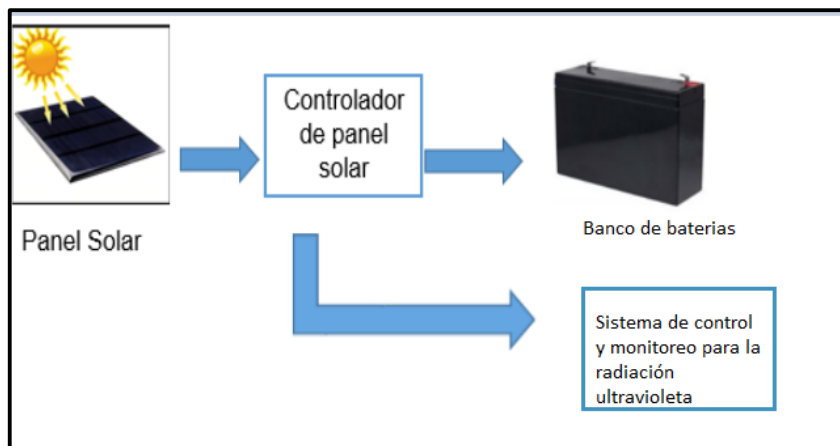 Controlador
de panel
solar
Panel Solar
Banco de baterias
Sistema de control
y monitoreo para la
radiación
ultravioleta